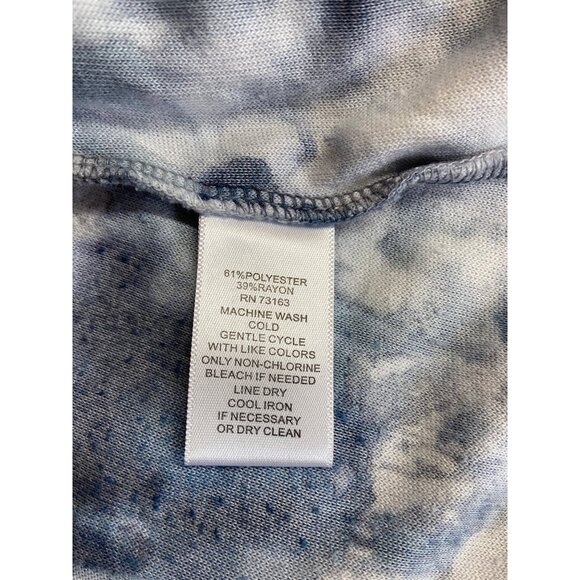 61%POLYESTER
39%RAYON
RN 73163
MACHINE WASH
COLD
GENTLE CYCLE
WITH LIKE COLORS
ONLY NON-CHLORINE
BLEACH IF NEEDED
LINE DRY
COOL IRON
IF NECESSARY
OR DRY CLEAN